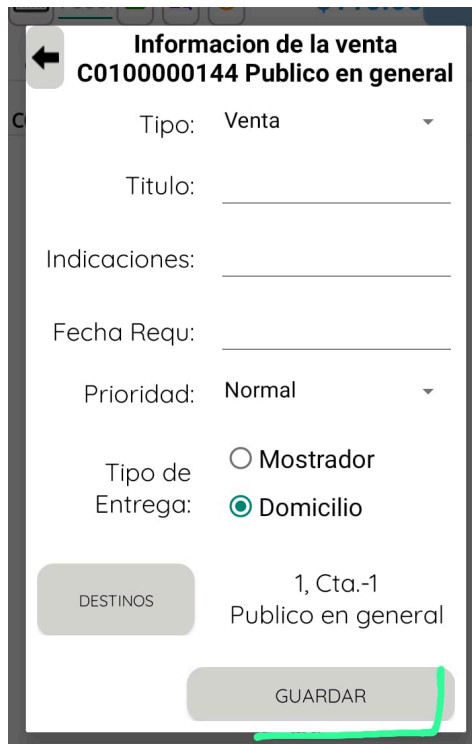 Informacion de la venta
C0100000144 Publico en general
Tipo: Venta
Titulo:
Indicaciones:
Fecha Requ:
Prioridad: Normal
Tipo de
Entrega:
Mostrador
Domicilio
DESTINOS
1, Cta.-1
Publico en general
GUARDAR